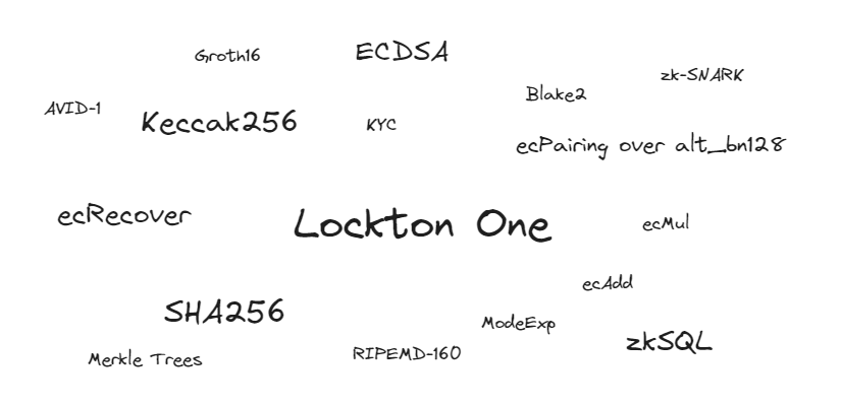 ECDSA
Groth16
zk-SNARK
Blake2
AVID-1
Keccak256
KYC
ecPairing over alt_bn128
ecRecover
Lockton One
ecMul
ecAdd
SHA256
ModeExp
zkSQL
RIPEMD-160
Merkle Trees